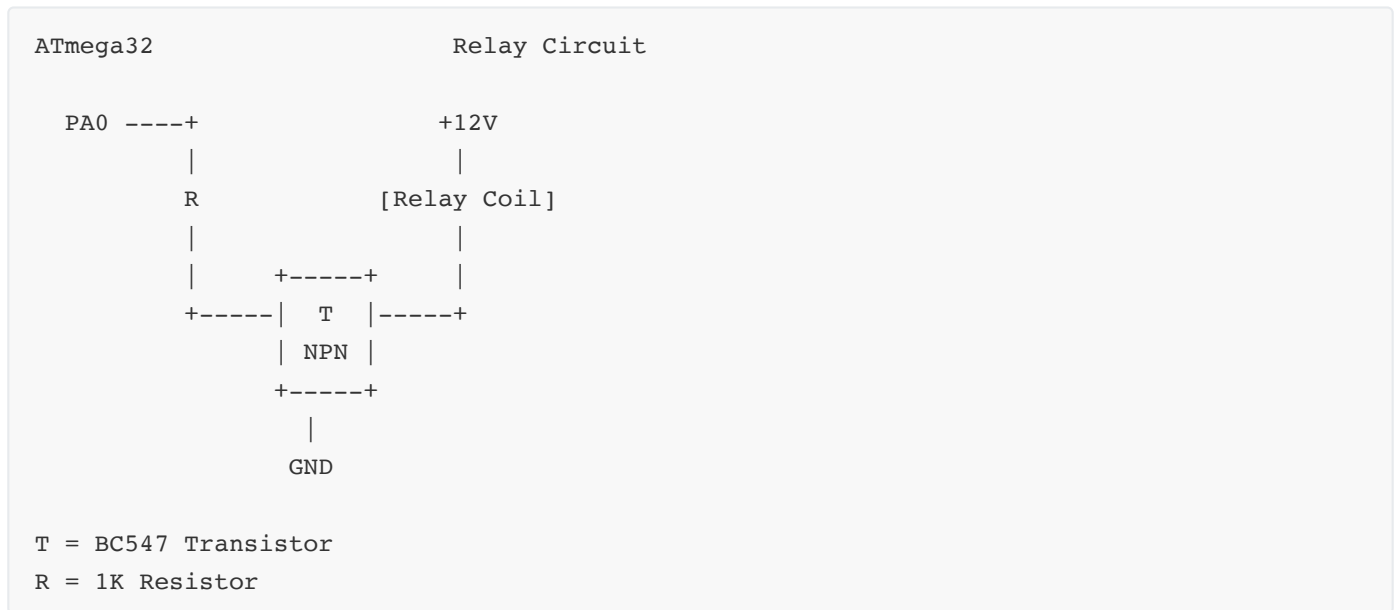 ATmega32                    Relay Circuit
  PA0 ----+                +12V
          |                 |
          R            [Relay Coil]
          |                 |
          |     +-----+     |
          +-----|  T  |-----+
                | NPN |
                +-----+
                  |
                 GND
T = BC547 Transistor
R = 1K Resistor